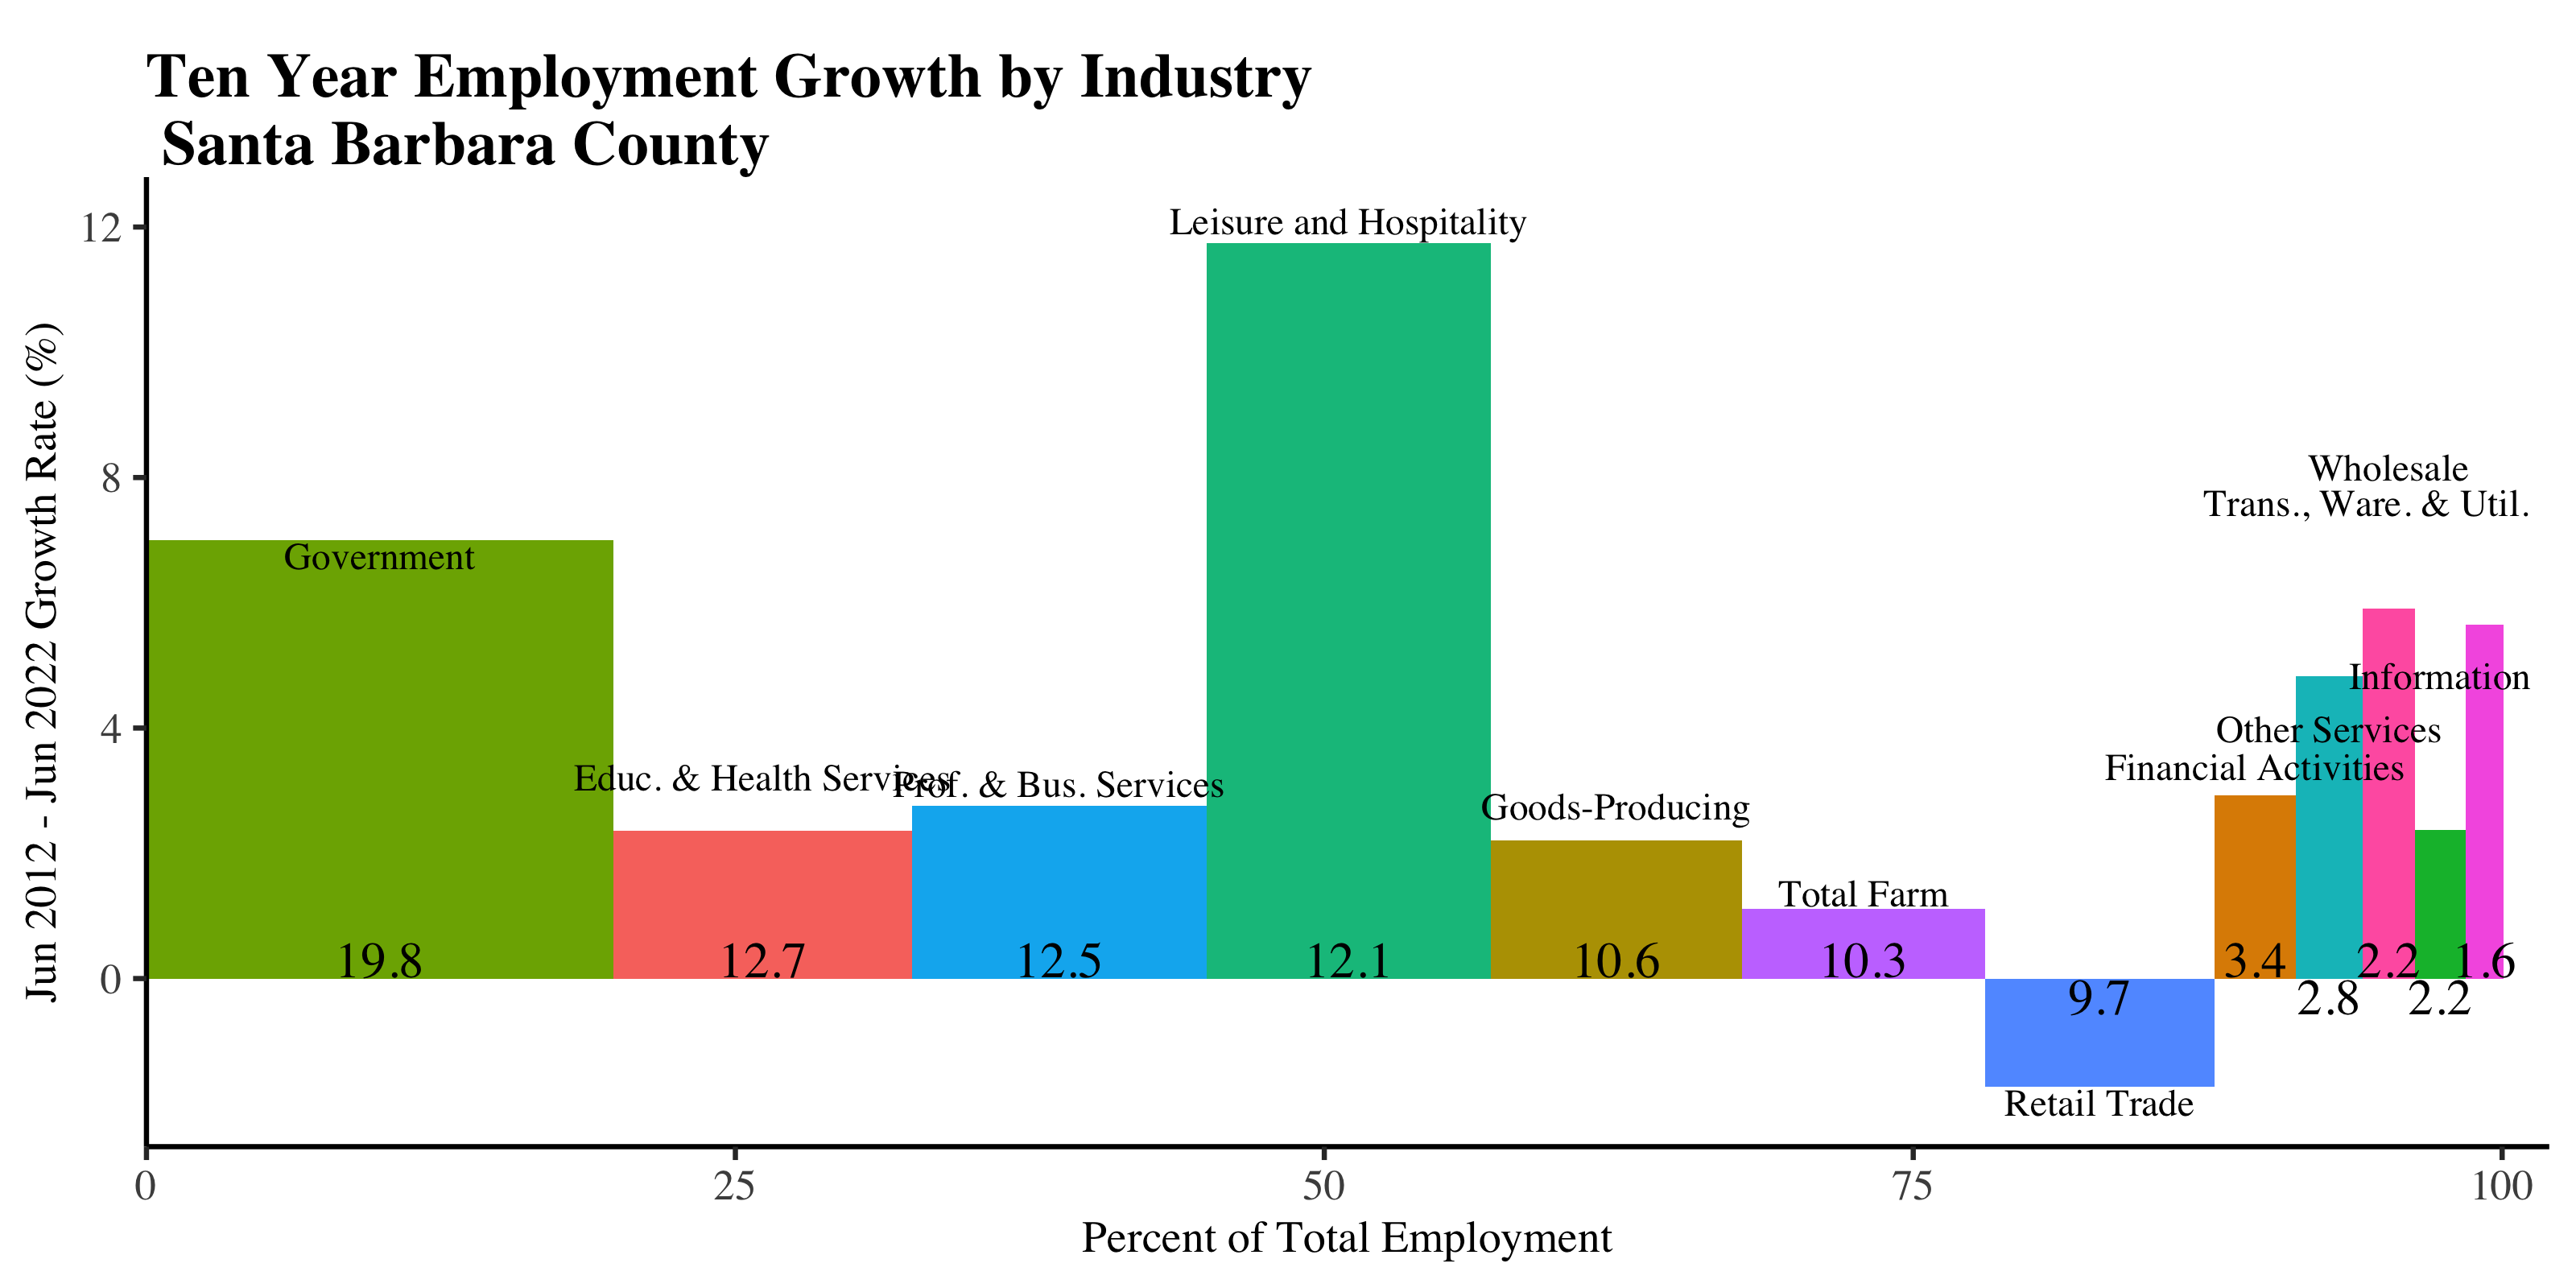 Ten Year Employment Growth by Industry
Santa Barbara County
Jun 2012 - Jun 2022 Growth Rate (%)
12
8
4
0
Leisure and Hospitality
Wholesale
Trans., Ware. & Util.
Government
Information
Other Services
Financial Activities
Educ. & Health Services
Prof. & Bus. Services
Goods-Producing
Total Farm
19.8
12.7
12.5
12.1
10.6
10.3
9.7
3.4
2.8
2.2
2.2
1.6
Retail Trade
0
25
50
75
100
Percent of Total Employment